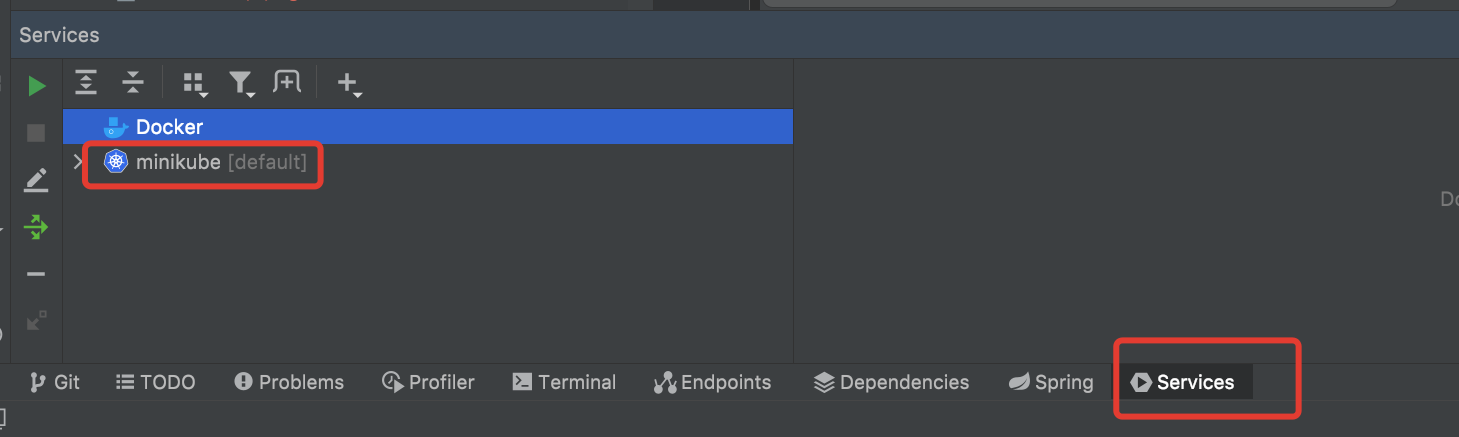 Services
Docker
minikube [default]
Git TODO Problems Profiler Terminal Endpoints Dependencies Spring Services